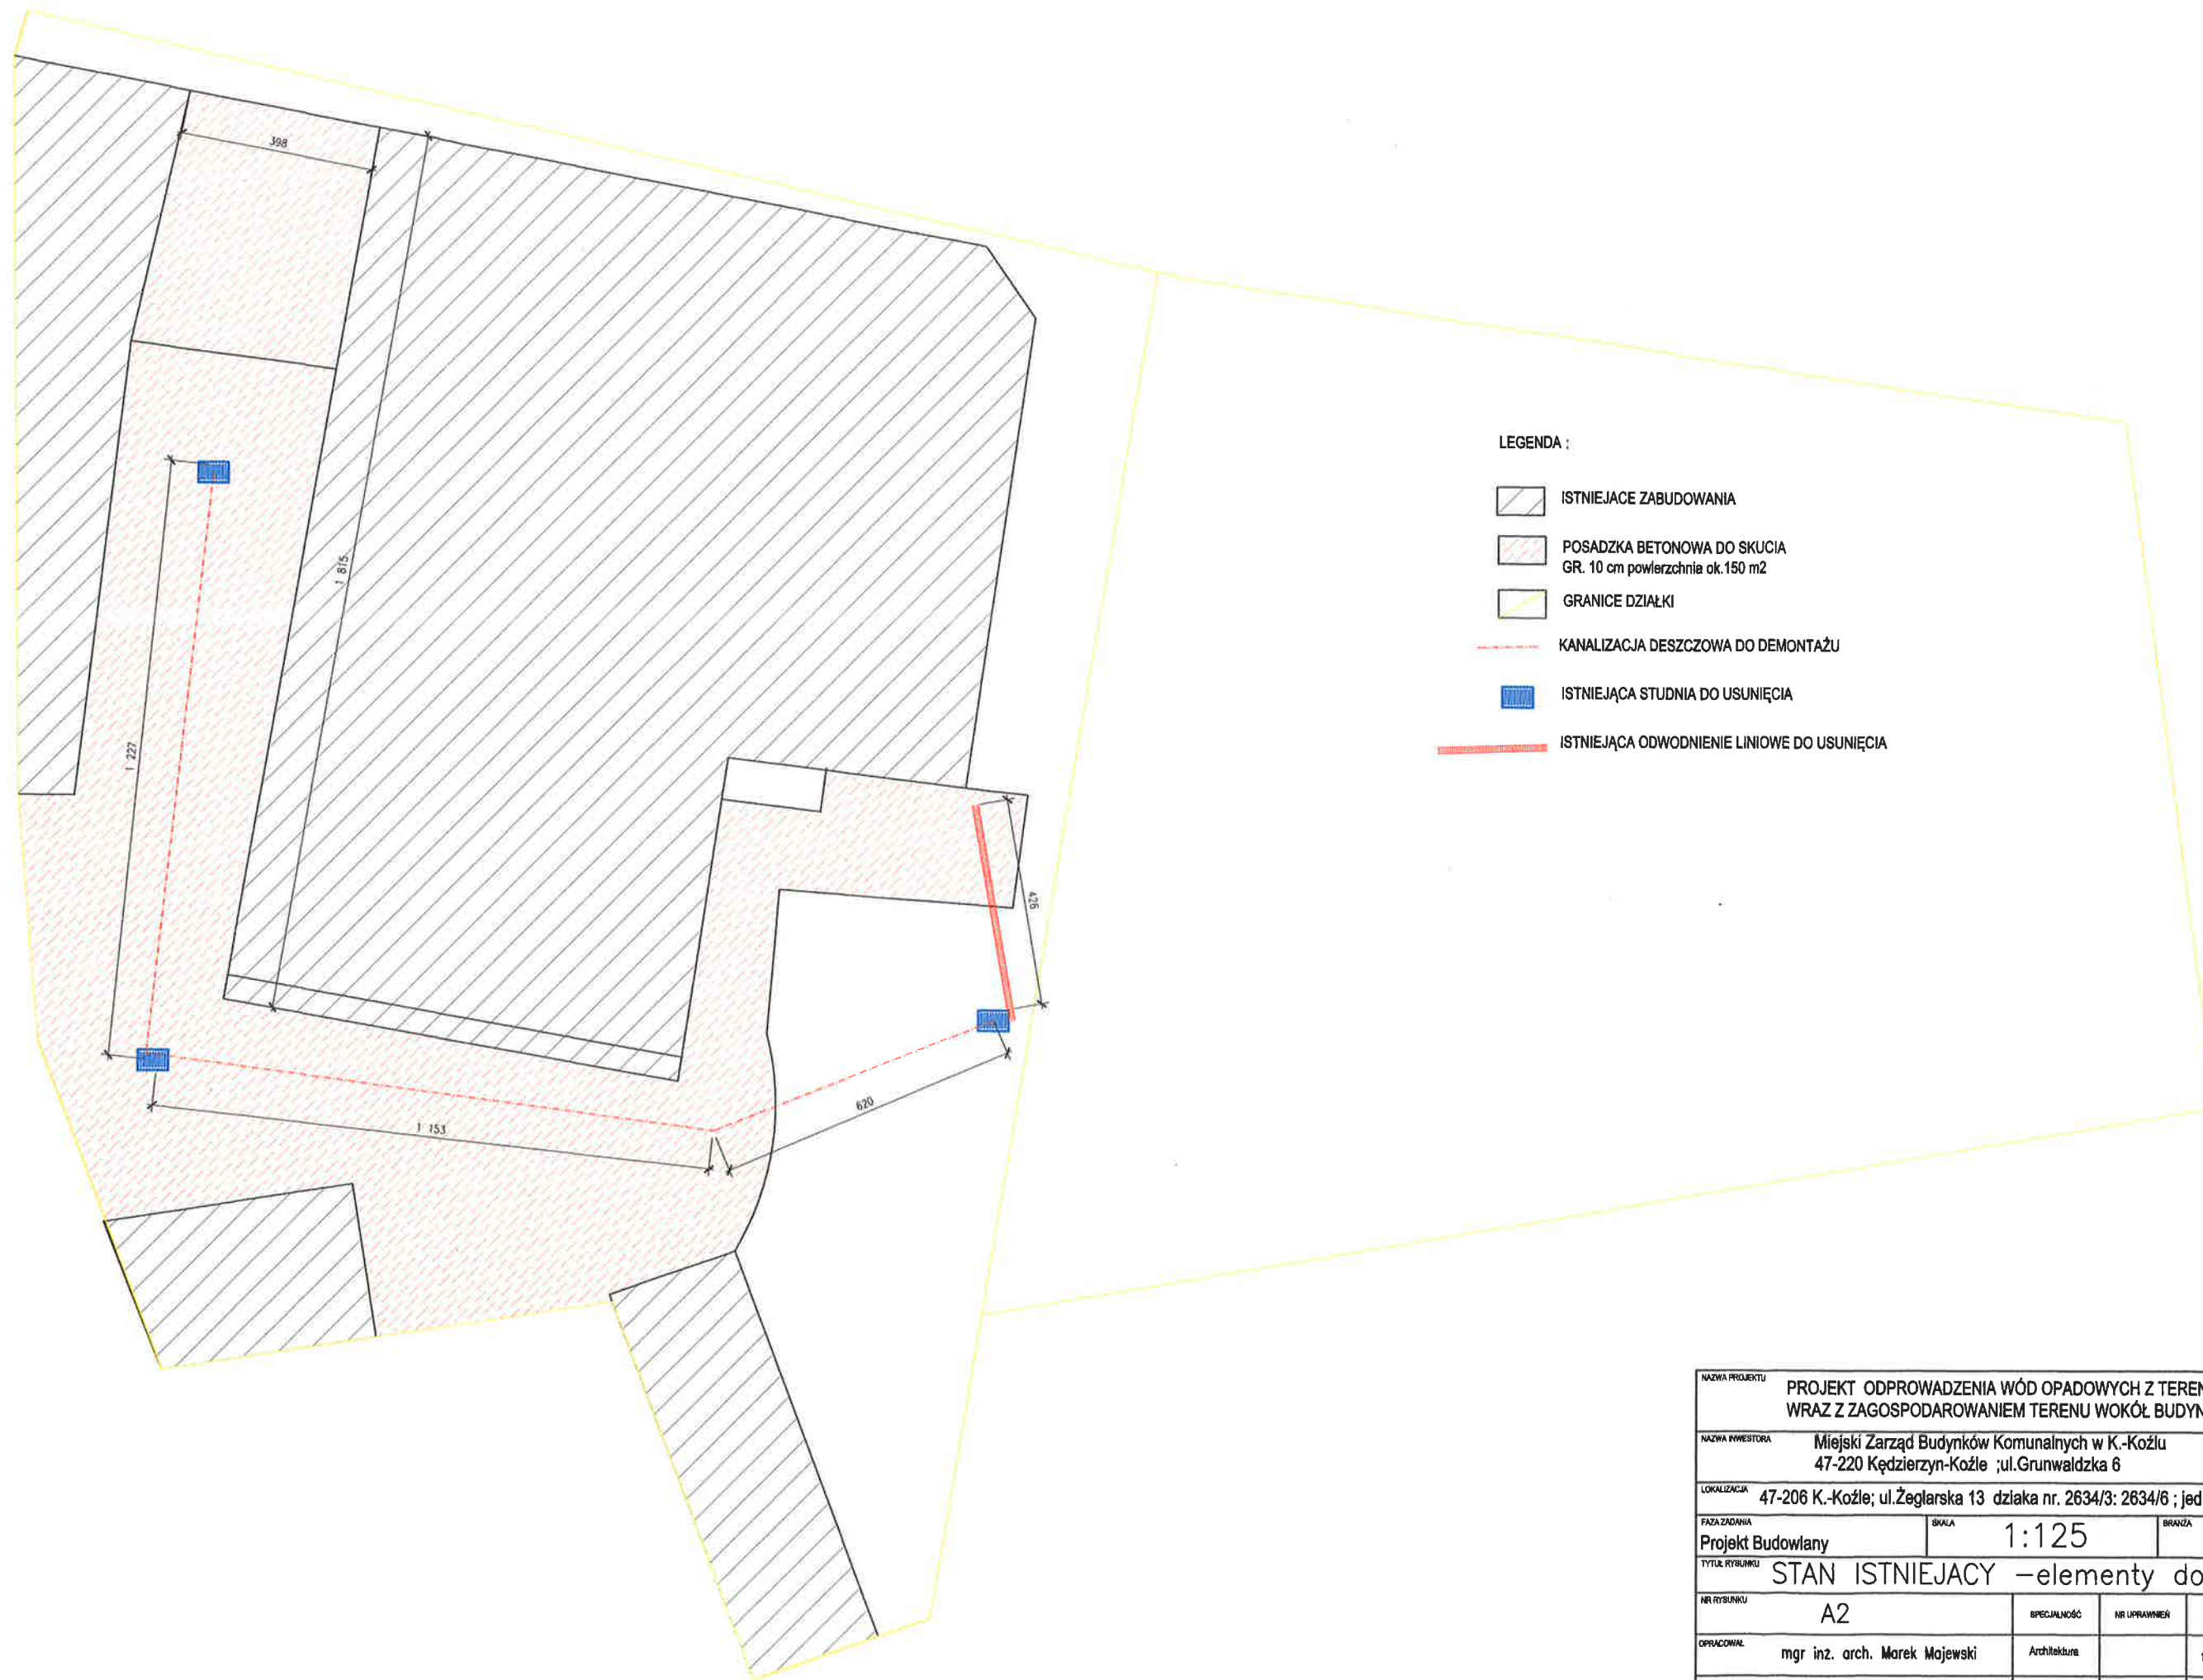 398
1 815
1 227
426
620
1 153
LEGENDA :
ISTNIEJACE ZABUDOWANIA
POSADZKA BETONOWA DO SKUCIA
GR. 10 cm powierzchnia ok.150 m2
GRANICE DZIAŁKI
KANALIZACJA DESZCZOWA DO DEMONTAŻU
ISTNIEJĄCA STUDNIA DO USUNIĘCIA
ISTNIEJĄCA ODWODNIENIE LINIOWE DO USUNIĘCIA
NAZWA PROJEKTU
PROJEKT ODPROWADZENIA WÓD OPADOWYCH Z TEREN
WRAZ Z ZAGOSPODAROWANIEM TERENU WOKÓŁ BUDYN
NAZWA INWESTORA
Miejski Zarząd Budynków Komunalnych w K.-Koźlu
47-220 Kędzierzyn-Koźle ;ul.Grunwaldzka 6
LOKALIZACJA
47-206 K.-Koźle; ul.Żeglarska 13 dziaka nr. 2634/3: 2634/6 ; jed
FAZA ZADANIA
Projekt Budowlany
SKALA
1:125
BRANŻA
TYTUŁ RYSUNKU
STAN ISTNIEJACY –elementy do
NR RYSUNKU
A2
SPECJALNOŚĆ
NR UPRAWNIEŃ
OPRACOWAŁ
mgr inż. arch. Marek Majewski
Architektura